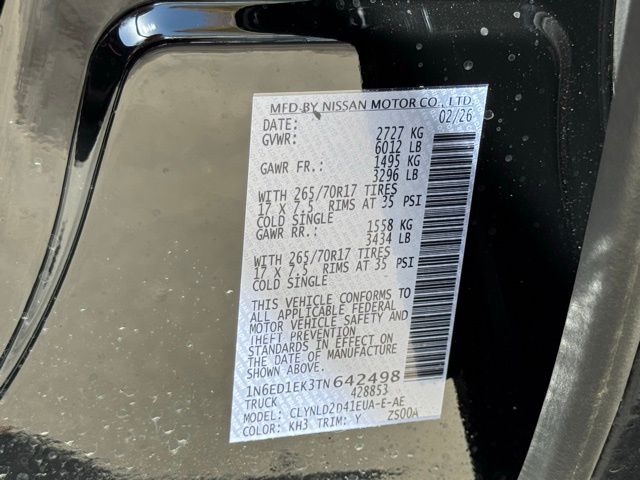 MFD BY NISSAN MOTOR CO., LTD.
DATE: 02/26
GVWR: 2727 KG
6012 LB
GAWR FR.: 1495 KG
3296 LB
WITH 265/70R17 TIRES
17 X 7.5 RIMS AT 35 PSI
COLD SINGLE
GAWR RR.: 1558 KG
3434 LB
WITH 265/70R17 TIRES
17 X 7.5 RIMS AT 35 PSI
COLD SINGLE
THIS VEHICLE CONFORMS TO
ALL APPLICABLE FEDERAL
MOTOR VEHICLE SAFETY AND
THEFT PREVENTION
STANDARDS IN EFFECT ON
THE DATE OF MANUFACTURE
SHOWN ABOVE.
1N6ED1EK3TN642498
TRUCK 428853
MODEL: CLYNLD2D41EUA-E-AE
COLOR: KH3 TRIM: Y ZS00A